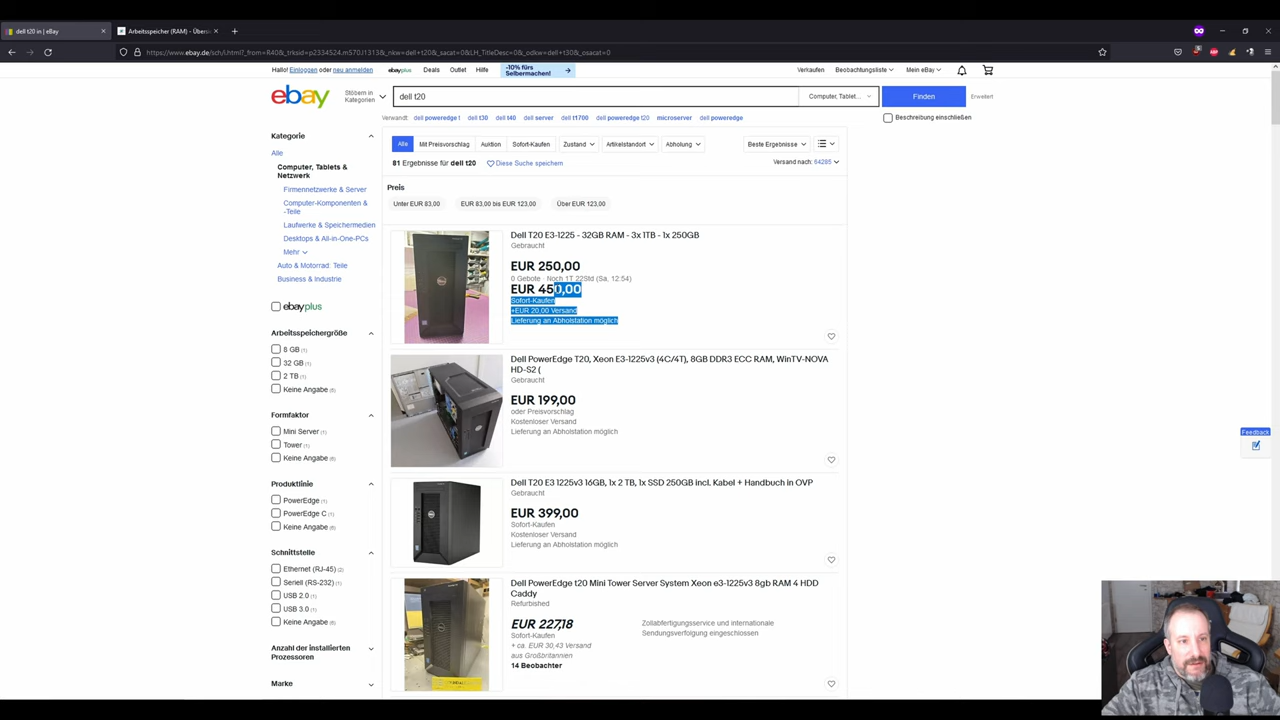 dell t20 in | eBay
Arbeitsspeicher (RAM) - Übersi
https://www.ebay.de/sch/i.html?_from=R40&_trksid=p2334524.m570.l1313&_nkw=dell+t20&_sacat=0&LH_TitleDesc=0&_odkw=dell+t30&_osacat=0
Hallo! Einloggen oder neu anmelden
ebayplus
Deals
Outlet
Hilfe
-10% fürs Selbermachen!
Verkaufen
Beobachtungsliste
Mein eBay
ebay
Stöbern in Kategorien
dell t20
Computer, Tablet...
Finden
Erweitert
Verwandt:
dell poweredge t
dell t30
dell t40
dell server
dell t1700
dell poweredge t20
microserver
dell poweredge
Beschreibung einschließen
Kategorie
Alle
Computer, Tablets & Netzwerk
Firmennetzwerke & Server
Computer-Komponenten & -Teile
Laufwerke & Speichermedien
Desktops & All-in-One-PCs
Mehr
Auto & Motorrad: Teile
Business & Industrie
ebayplus
Arbeitsspeichergröße
8 GB (1)
32 GB (1)
2 TB (1)
Keine Angabe (6)
Formfaktor
Mini Server (1)
Tower (1)
Keine Angabe (6)
Produktlinie
PowerEdge (1)
PowerEdge C (1)
Keine Angabe (6)
Schnittstelle
Ethernet (RJ-45) (2)
Seriell (RS-232) (1)
USB 2.0 (1)
USB 3.0 (1)
Keine Angabe (6)
Anzahl der installierten Prozessoren
Marke
Alle
Mit Preisvorschlag
Auktion
Sofort-Kaufen
Zustand
Artikelstandort
Abholung
Beste Ergebnisse
81 Ergebnisse für dell t20
Diese Suche speichern
Versand nach: 64285
Preis
Unter EUR 83,00
EUR 83,00 bis EUR 123,00
Über EUR 123,00
Dell T20 E3-1225 - 32GB RAM - 3x 1TB - 1x 250GB
Gebraucht
EUR 250,00
0 Gebote · Noch 1T 22Std (Sa, 12:54)
EUR 450,00
Sofort-Kaufen
+EUR 20,00 Versand
Lieferung an Abholstation möglich
Dell PowerEdge T20, Xeon E3-1225v3 (4C/4T), 8GB DDR3 ECC RAM, WinTV-NOVA
HD-S2 (
Gebraucht
EUR 199,00
oder Preisvorschlag
Kostenloser Versand
Lieferung an Abholstation möglich
Dell T20 E3 1225v3 16GB, 1x 2 TB, 1x SSD 250GB incl. Kabel + Handbuch in OVP
Gebraucht
EUR 399,00
Sofort-Kaufen
Kostenloser Versand
Lieferung an Abholstation möglich
Dell PowerEdge t20 Mini Tower Server System Xeon e3-1225v3 8gb RAM 4 HDD
Caddy
Refurbished
EUR 227,18
Sofort-Kaufen
+ ca. EUR 30,43 Versand
aus Großbritannien
14 Beobachter
Zollabfertigungsservice und internationale
Sendungsverfolgung eingeschlossen
Feedback